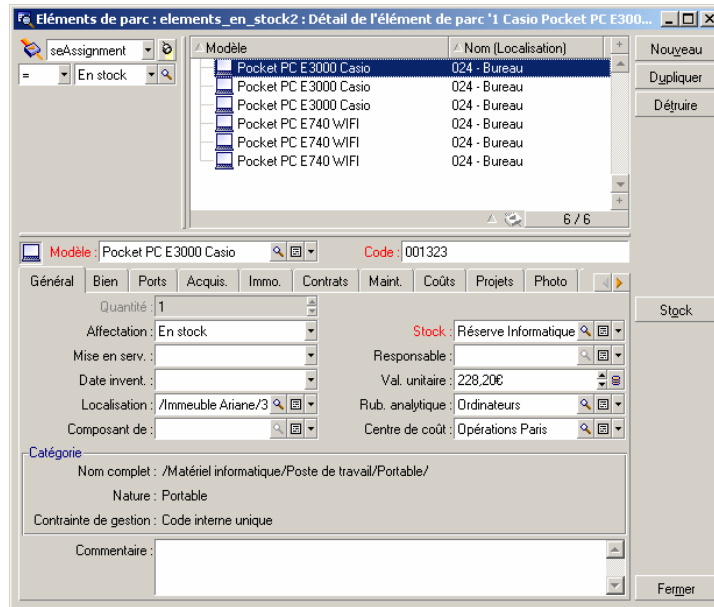 Eléments de parc : elements_en_stock2 : Détail de l'élément de parc '1 Casio Pocket PC E300...
seAssignment
= En stock
Modèle Nom (Localisation)
Pocket PC E3000 Casio 024 - Bureau
Pocket PC E3000 Casio 024 - Bureau
Pocket PC E3000 Casio 024 - Bureau
Pocket PC E740 WIFI 024 - Bureau
Pocket PC E740 WIFI 024 - Bureau
Pocket PC E740 WIFI 024 - Bureau
6 / 6
Nouveau
Dupliquer
Détruire
Modèle : Pocket PC E3000 Casio Code : 001323
Général Bien Ports Acquis. Immo. Contrats Maint. Coûts Projets Photo
Quantité : 1
Affectation : En stock Stock : Réserve Informatique
Mise en serv. : Responsable :
Date invent. : Val. unitaire : 228,20€
Localisation : /Immeuble Ariane/3 Rub. analytique : Ordinateurs
Composant de : Centre de coût : Opérations Paris
Catégorie
Nom complet : /Matériel informatique/Poste de travail/Portable/
Nature : Portable
Contrainte de gestion : Code interne unique
Commentaire :
Stock
Fermer